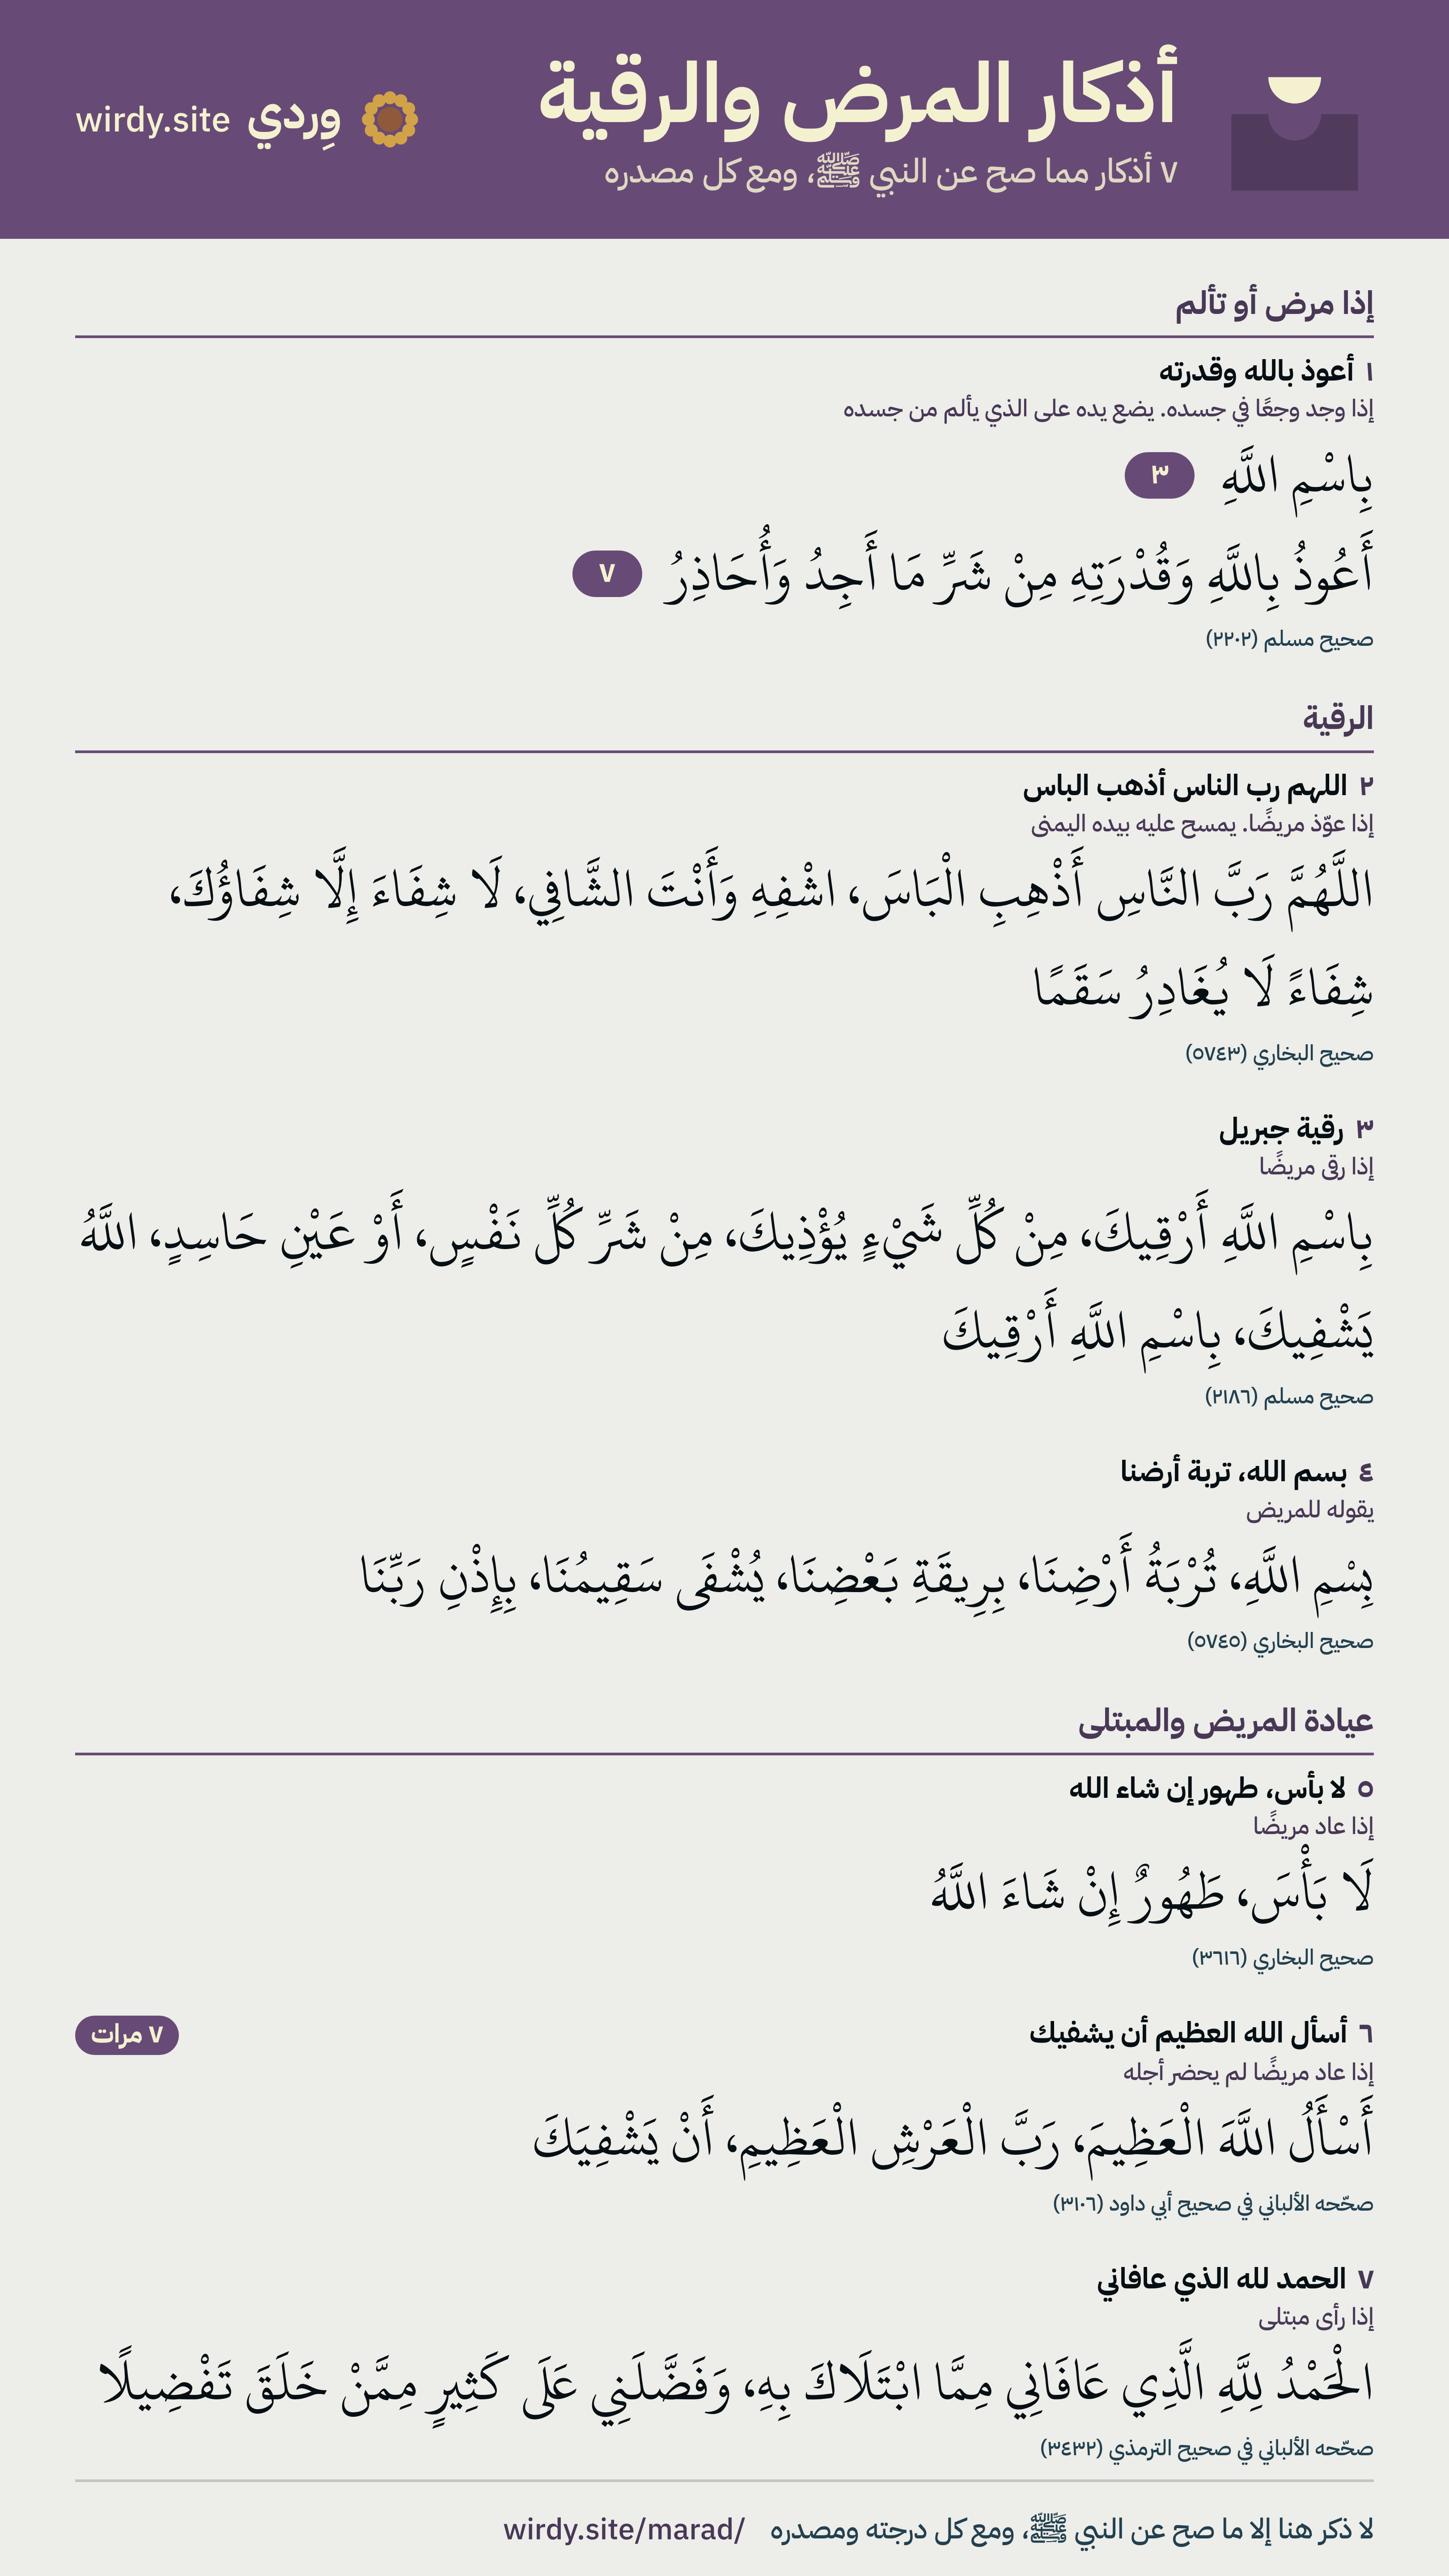 أذكار المرض والرقية
٧ أذكار مما صح عن النبي ﷺ، ومع كل مصدره
وِردي wirdy.site
إذا مرض أو تألم
١ أعوذ بالله وقدرته
إذا وجد وجعًا في جسده. يضع يده على الذي يألم من جسده
بِاسْمِ اللَّهِ ٣
أَعُوذُ بِاللَّهِ وَقُدْرَتِهِ مِنْ شَرِّ مَا أَجِدُ وَأُحَاذِرُ ٧
صحيح مسلم (٢٢٠٢)
الرقية
٢ اللهم رب الناس أذهب الباس
إذا عوّذ مريضًا. يمسح عليه بيده اليمنى
اللَّهُمَّ رَبَّ النَّاسِ أَذْهِبِ الْبَاسَ، اشْفِهِ وَأَنْتَ الشَّافِي، لَا شِفَاءَ إِلَّا شِفَاؤُكَ،
شِفَاءً لَا يُغَادِرُ سَقَمًا
صحيح البخاري (٥٧٤٣)
٣ رقية جبريل
إذا رقى مريضًا
بِاسْمِ اللَّهِ أَرْقِيكَ، مِنْ كُلِّ شَيْءٍ يُؤْذِيكَ، مِنْ شَرِّ كُلِّ نَفْسٍ، أَوْ عَيْنِ حَاسِدٍ، اللَّهُ
يَشْفِيكَ، بِاسْمِ اللَّهِ أَرْقِيكَ
صحيح مسلم (٢١٨٦)
٤ بسم الله، تربة أرضنا
يقوله للمريض
بِسْمِ اللَّهِ، تُرْبَةُ أَرْضِنَا، بِرِيقَةِ بَعْضِنَا، يُشْفَى سَقِيمُنَا، بِإِذْنِ رَبِّنَا
صحيح البخاري (٥٧٤٥)
عيادة المريض والمبتلى
٥ لا بأس، طهور إن شاء الله
إذا عاد مريضًا
لَا بَأْسَ، طَهُورٌ إِنْ شَاءَ اللَّهُ
صحيح البخاري (٣٦١٦)
٦ أسأل الله العظيم أن يشفيك ٧ مرات
إذا عاد مريضًا لم يحضر أجله
أَسْأَلُ اللَّهَ الْعَظِيمَ، رَبَّ الْعَرْشِ الْعَظِيمِ، أَنْ يَشْفِيَكَ
صحّحه الألباني في صحيح أبي داود (٣١٠٦)
٧ الحمد لله الذي عافاني
إذا رأى مبتلى
الْحَمْدُ لِلَّهِ الَّذِي عَافَانِي مِمَّا ابْتَلَاكَ بِهِ، وَفَضَّلَنِي عَلَى كَثِيرٍ مِمَّنْ خَلَقَ تَفْضِيلًا
صحّحه الألباني في صحيح الترمذي (٣٤٣٢)
لا ذكر هنا إلا ما صح عن النبي ﷺ، ومع كل درجته ومصدره wirdy.site/marad/